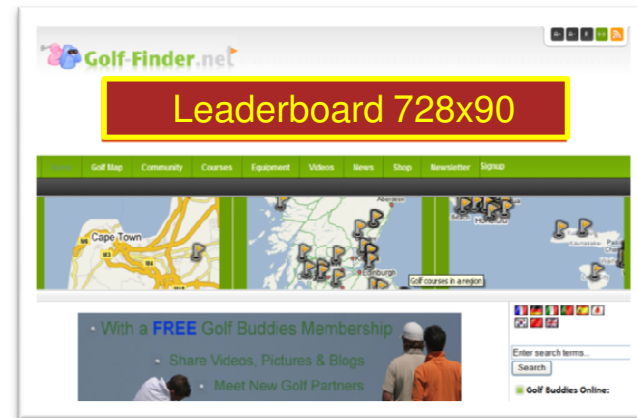 Golf-Finder.net
Leaderboard 728x90
Golf Map Community Courses Equipment Videos News Shop Newsletter Signup
Cape Town
Aberdeen
Edinburgh
Golf courses in a region
• With a FREE Golf Buddies Membership
• Share Videos, Pictures & Blogs
• Meet New Golf Partners
Enter search terms...
Search
Golf Buddies Online: